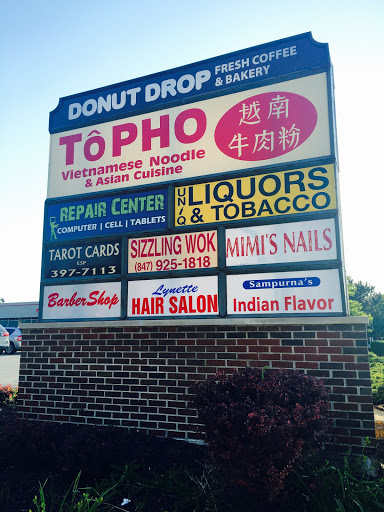 DONUT DROP FRESH COFFEE
& BAKERY
TÔ PHO
Vietnamese Noodle
& Asian Cuisine
越南
牛肉粉
REPAIR CENTER
COMPUTER | CELL | TABLETS
UNIQ LIQUORS
& TOBACCO
TAROT CARDS
ESP
397-7113
SIZZLING WOK
(847) 925-1818
MIMI'S NAILS
BarberShop
Lynette
HAIR SALON
Sampurna's
Indian Flavor